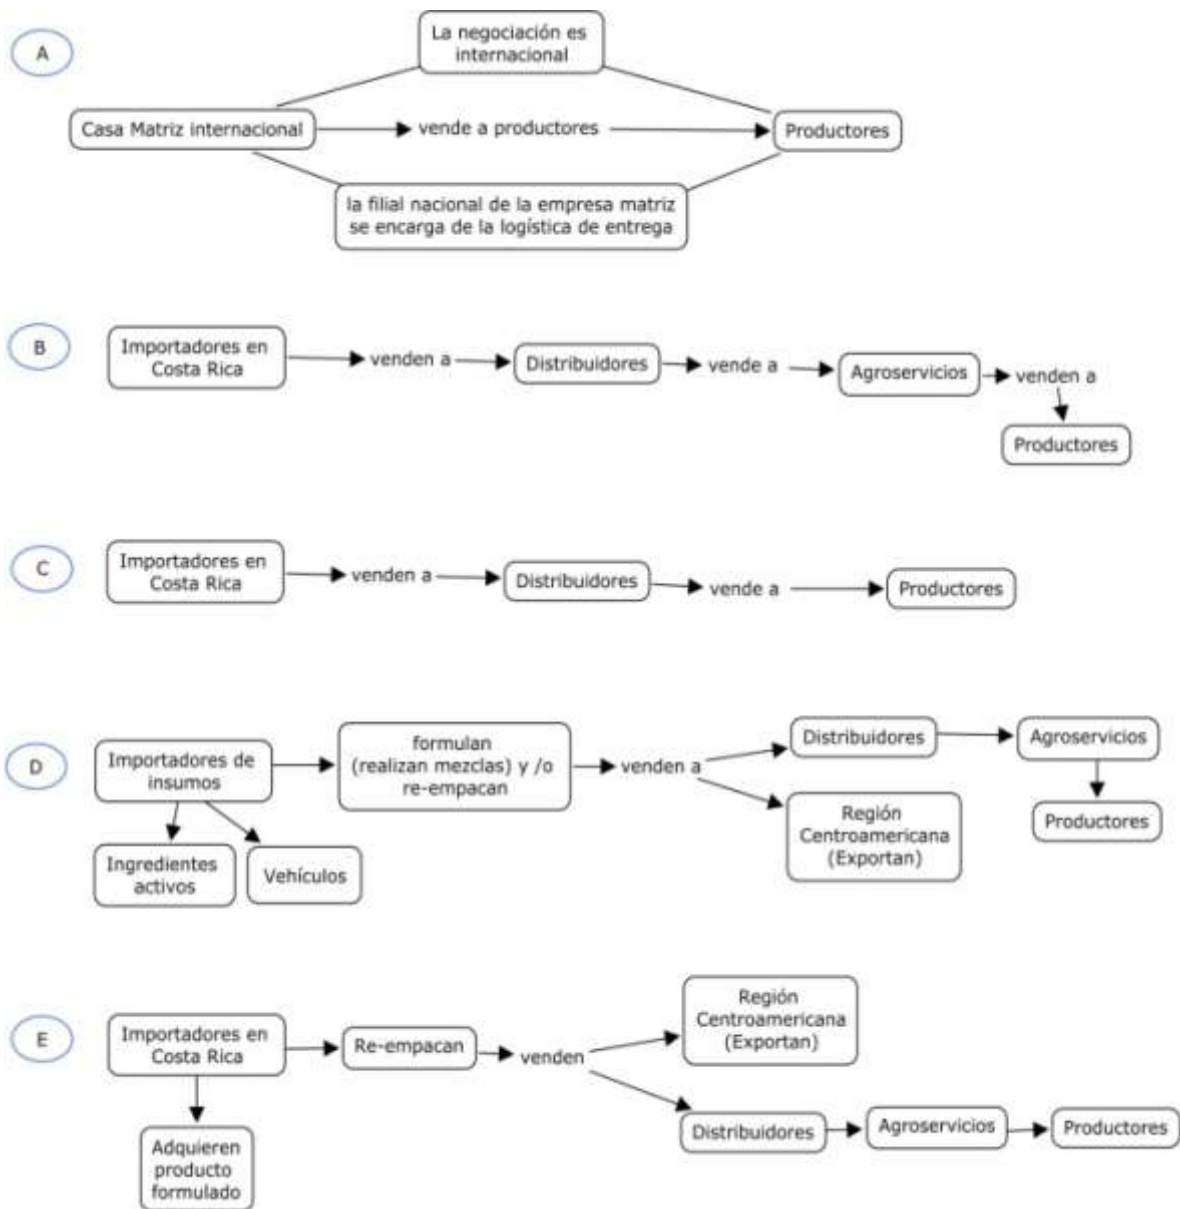 A
La negociación es
internacional
Casa Matriz internacional
vende a productores
Productores
la filial nacional de la empresa matriz
se encarga de la logística de entrega
B
Importadores en
Costa Rica
venden a
Distribuidores
vende a
Agroservicios
venden a
Productores
C
Importadores en
Costa Rica
venden a
Distribuidores
vende a
Productores
D
Importadores de
insumos
formulan
(realizan mezclas) y /o
re-empacan
venden a
Distribuidores
Agroservicios
Productores
Región
Centroamericana
(Exportan)
Ingredientes
activos
Vehículos
E
Importadores en
Costa Rica
Re-empacan
venden
Región
Centroamericana
(Exportan)
Distribuidores
Agroservicios
Productores
Adquieren
producto
formulado